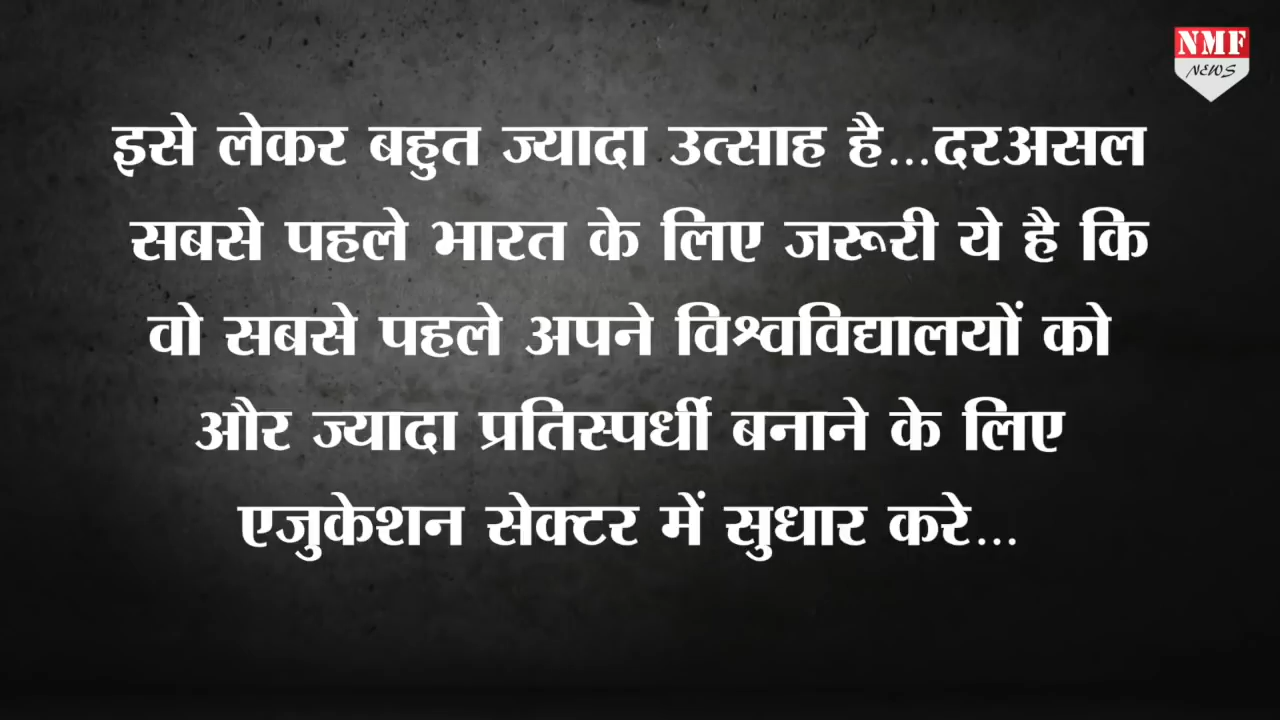 NMF
NEWS
इसे लेकर बहुत ज्यादा उत्साह है...दरअसल
सबसे पहले भारत के लिए जरूरी ये है कि
वो सबसे पहले अपने विश्वविद्यालयों को
और ज्यादा प्रतिस्पर्धी बनाने के लिए
एजुकेशन सेक्टर में सुधार करे...